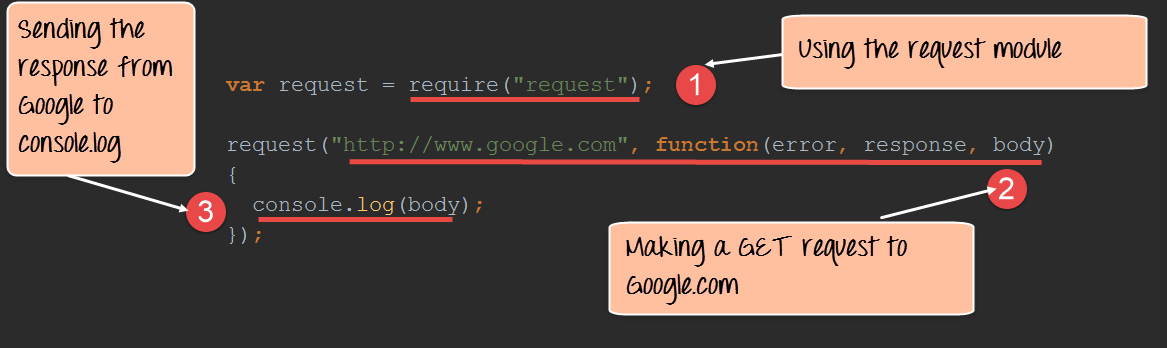 Sending the
response from
Google to
console.log
Using the request module
var request = require("request");
1
request("http://www.google.com", function(error, response, body)
{
2
console.log(body);
3
});
Making a GET request to
Google.com